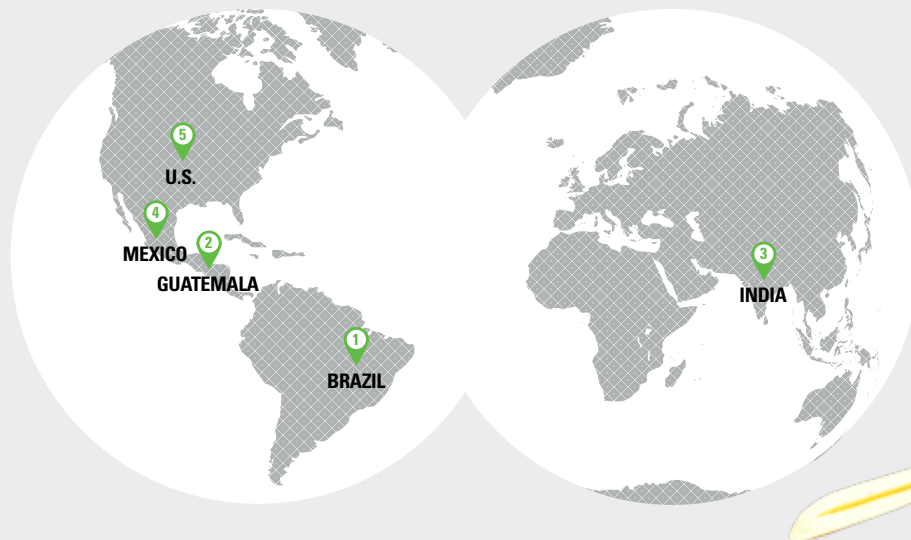 5
U.S.
4
MEXICO
2
GUATEMALA
3
INDIA
1
BRAZIL